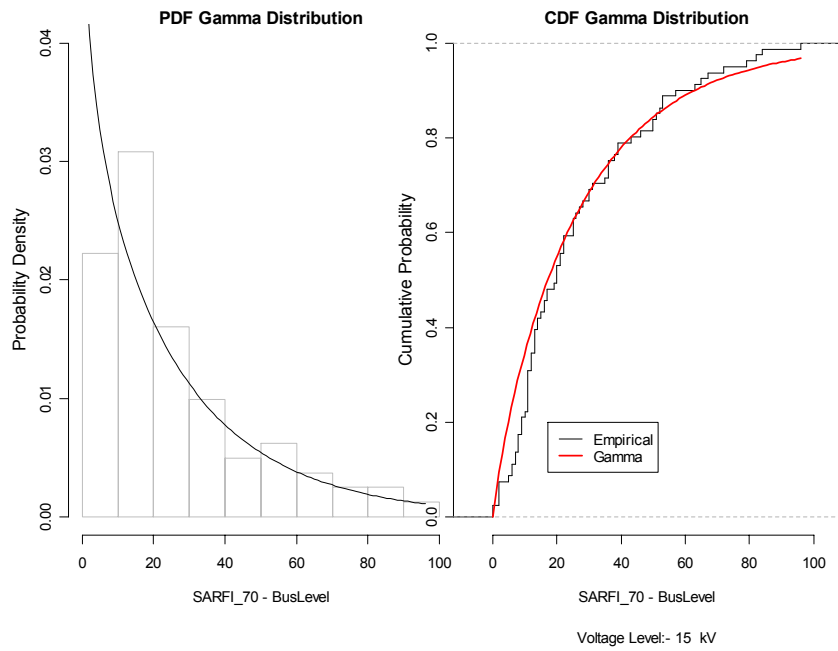 PDF Gamma Distribution
Probability Density
0.00
0.01
0.02
0.03
0.04
0
20
40
60
80
100
SARFI_70 - BusLevel
CDF Gamma Distribution
Cumulative Probability
0.0
0.2
0.4
0.6
0.8
1.0
Empirical
Gamma
0
20
40
60
80
100
SARFI_70 - BusLevel
Voltage Level:- 15 kV